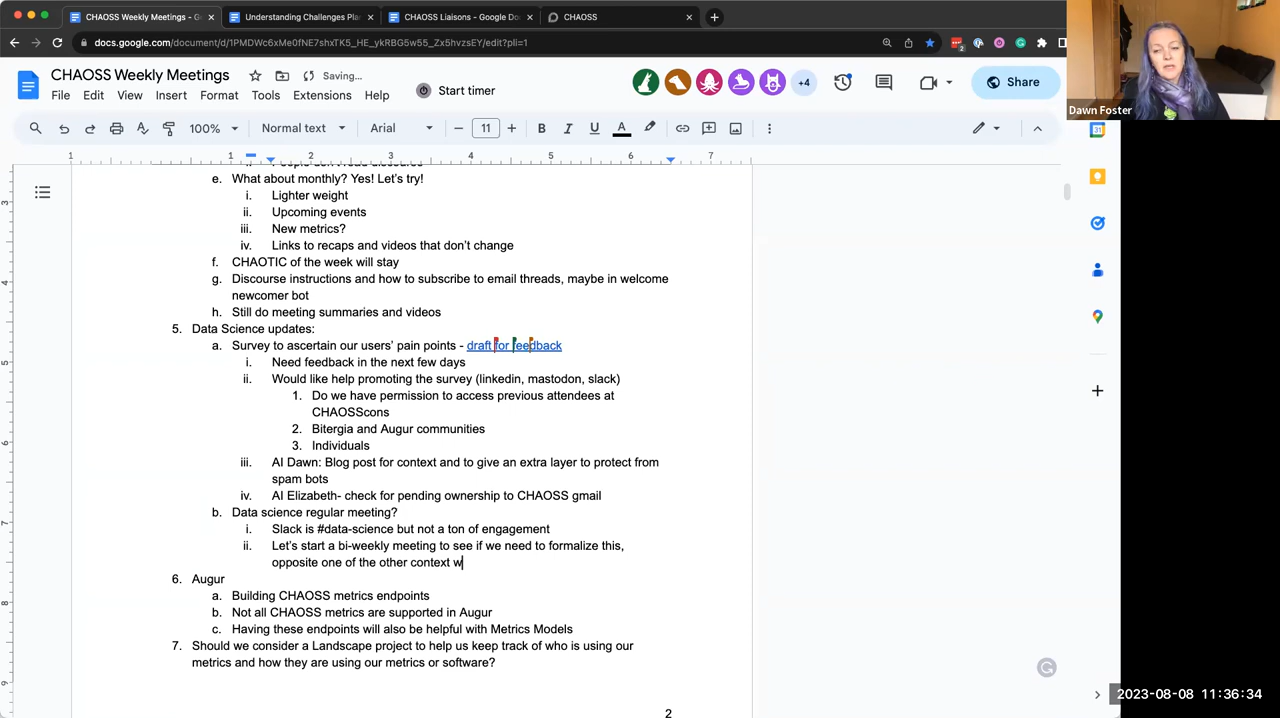 CHAOSS Weekly Meetings - G
Understanding Challenges Pla
CHAOSS Liaisons - Google Do
CHAOSS
docs.google.com/document/d/1PMDWc6xMe0fNE7shxTK5_HE_ykRBG5w55_Zx5hvzsEY/edit?pli=1
CHAOSS Weekly Meetings
Saving...
File Edit View Insert Format Tools Extensions Help
Start timer
+4
Share
Dawn Foster
100% Normal text Arial 11
1 1 2 3 4 5 6 7
e. What about monthly? Yes! Let's try!
i. Lighter weight
ii. Upcoming events
iii. New metrics?
iv. Links to recaps and videos that don't change
f. CHAOTIC of the week will stay
g. Discourse instructions and how to subscribe to email threads, maybe in welcome
newcomer bot
h. Still do meeting summaries and videos
5. Data Science updates:
a. Survey to ascertain our users' pain points - draft for feedback
i. Need feedback in the next few days
ii. Would like help promoting the survey (linkedin, mastodon, slack)
1. Do we have permission to access previous attendees at
CHAOSScons
2. Bitergia and Augur communities
3. Individuals
iii. AI Dawn: Blog post for context and to give an extra layer to protect from
spam bots
iv. AI Elizabeth- check for pending ownership to CHAOSS gmail
b. Data science regular meeting?
i. Slack is #data-science but not a ton of engagement
ii. Let's start a bi-weekly meeting to see if we need to formalize this,
opposite one of the other context w
6. Augur
a. Building CHAOSS metrics endpoints
b. Not all CHAOSS metrics are supported in Augur
c. Having these endpoints will also be helpful with Metrics Models
7. Should we consider a Landscape project to help us keep track of who is using our
metrics and how they are using our metrics or software?
2
2023-08-08 11:36:34